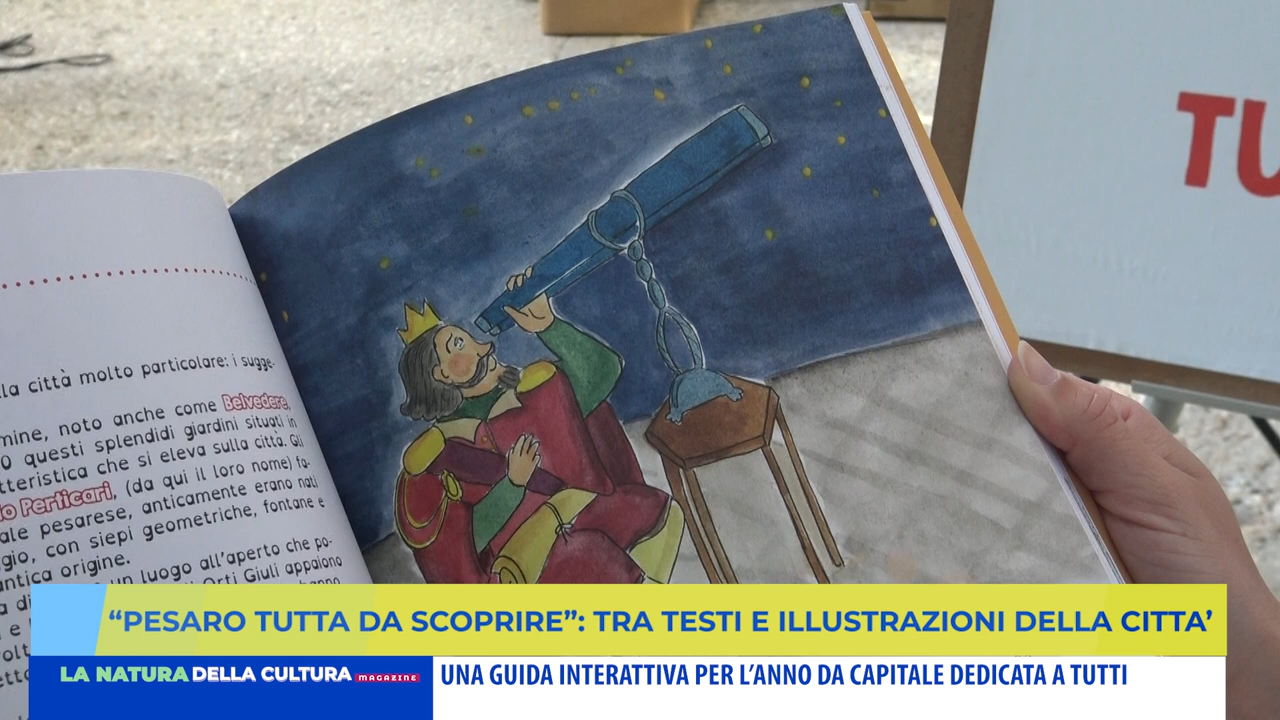 lla città molto particolare: i sugge-
mine, noto anche come Belvedere,
0 questi splendidi giardini situati in
tteristica che si eleva sulla città. Gli
io Perticari, (da qui il loro nome) fa-
ale pesarese, anticamente erano nati
gio, con siepi geometriche, fontane e
antica origine.
un luogo all'aperto che po-
Orti Giuli appaiono
hanno
TU
“PESARO TUTTA DA SCOPRIRE”: TRA TESTI E ILLUSTRAZIONI DELLA CITTA’
LA NATURA DELLA CULTURA MAGAZINE
UNA GUIDA INTERATTIVA PER L’ANNO DA CAPITALE DEDICATA A TUTTI